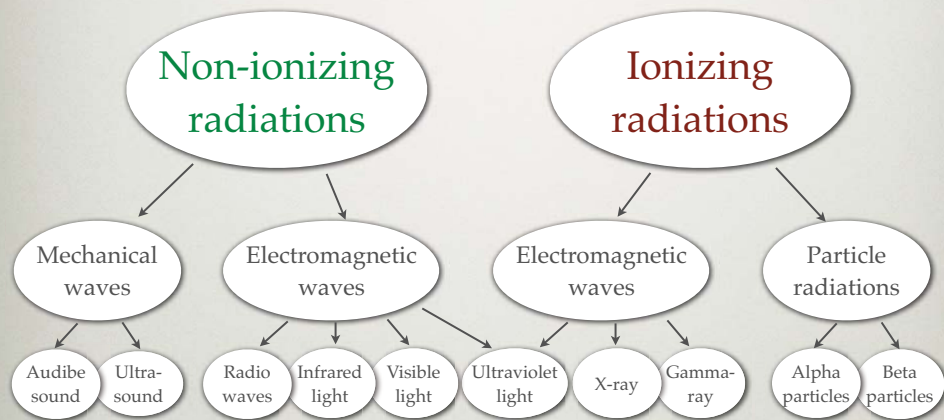 Non-ionizing
radiations
Ionizing
radiations
Mechanical
waves
Electromagnetic
waves
Electromagnetic
waves
Particle
radiations
Audibe
sound
Ultra-
sound
Radio
waves
Infrared
light
Visible
light
Ultraviolet
light
X-ray
Gamma-
ray
Alpha
particles
Beta
particles